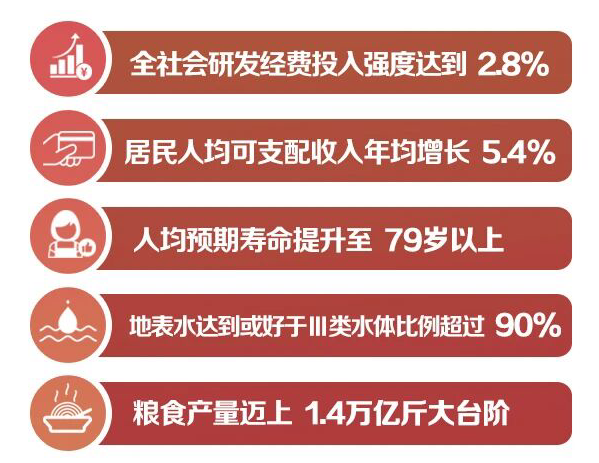 全社会研发经费投入强度达到 2.8%
居民人均可支配收入年均增长 5.4%
人均预期寿命提升至 79岁以上
地表水达到或好于Ⅲ类水体比例超过 90%
粮食产量迈上 1.4万亿斤大台阶